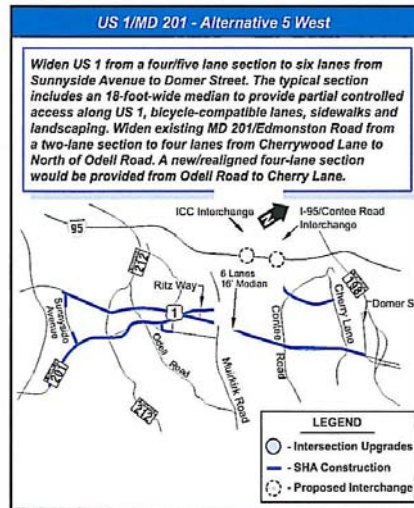 US 1/MD 201 - Alternative 5 West
Widen US 1 from a four/five lane section to six lanes from
Sunnyside Avenue to Domer Street. The typical section
includes an 18-foot-wide median to provide partial controlled
access along US 1, bicycle-compatible lanes, sidewalks and
landscaping. Widen existing MD 201/Edmonston Road from
a two-lane section to four lanes from Cherrywood Lane to
North of Odell Road. A new/realigned four-lane section
would be provided from Odell Road to Cherry Lane.
ICC Interchange
N
I-95/Contee Road
Interchange
95
212
Ritz Way
6 Lanes
16' Median
198
Sunnyside
Avenue
1
Cherry Lane
Domer S
Odell Road
Contee
Road
Muirkirk Road
201
212
LEGEND
- Intersection Upgrades
- SHA Construction
- Proposed Interchange